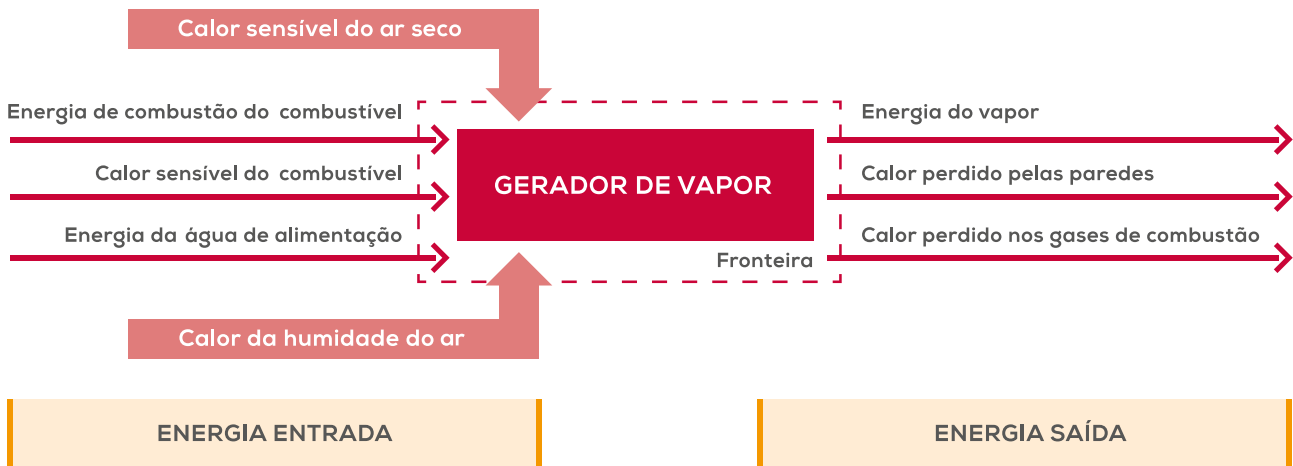 Calor sensível do ar seco
Energia de combustão do combustível
Calor sensível do combustível
Energia da água de alimentação
GERADOR DE VAPOR
Fronteira
Energia do vapor
Calor perdido pelas paredes
Calor perdido nos gases de combustão
Calor da humidade do ar
ENERGIA ENTRADA
ENERGIA SAÍDA